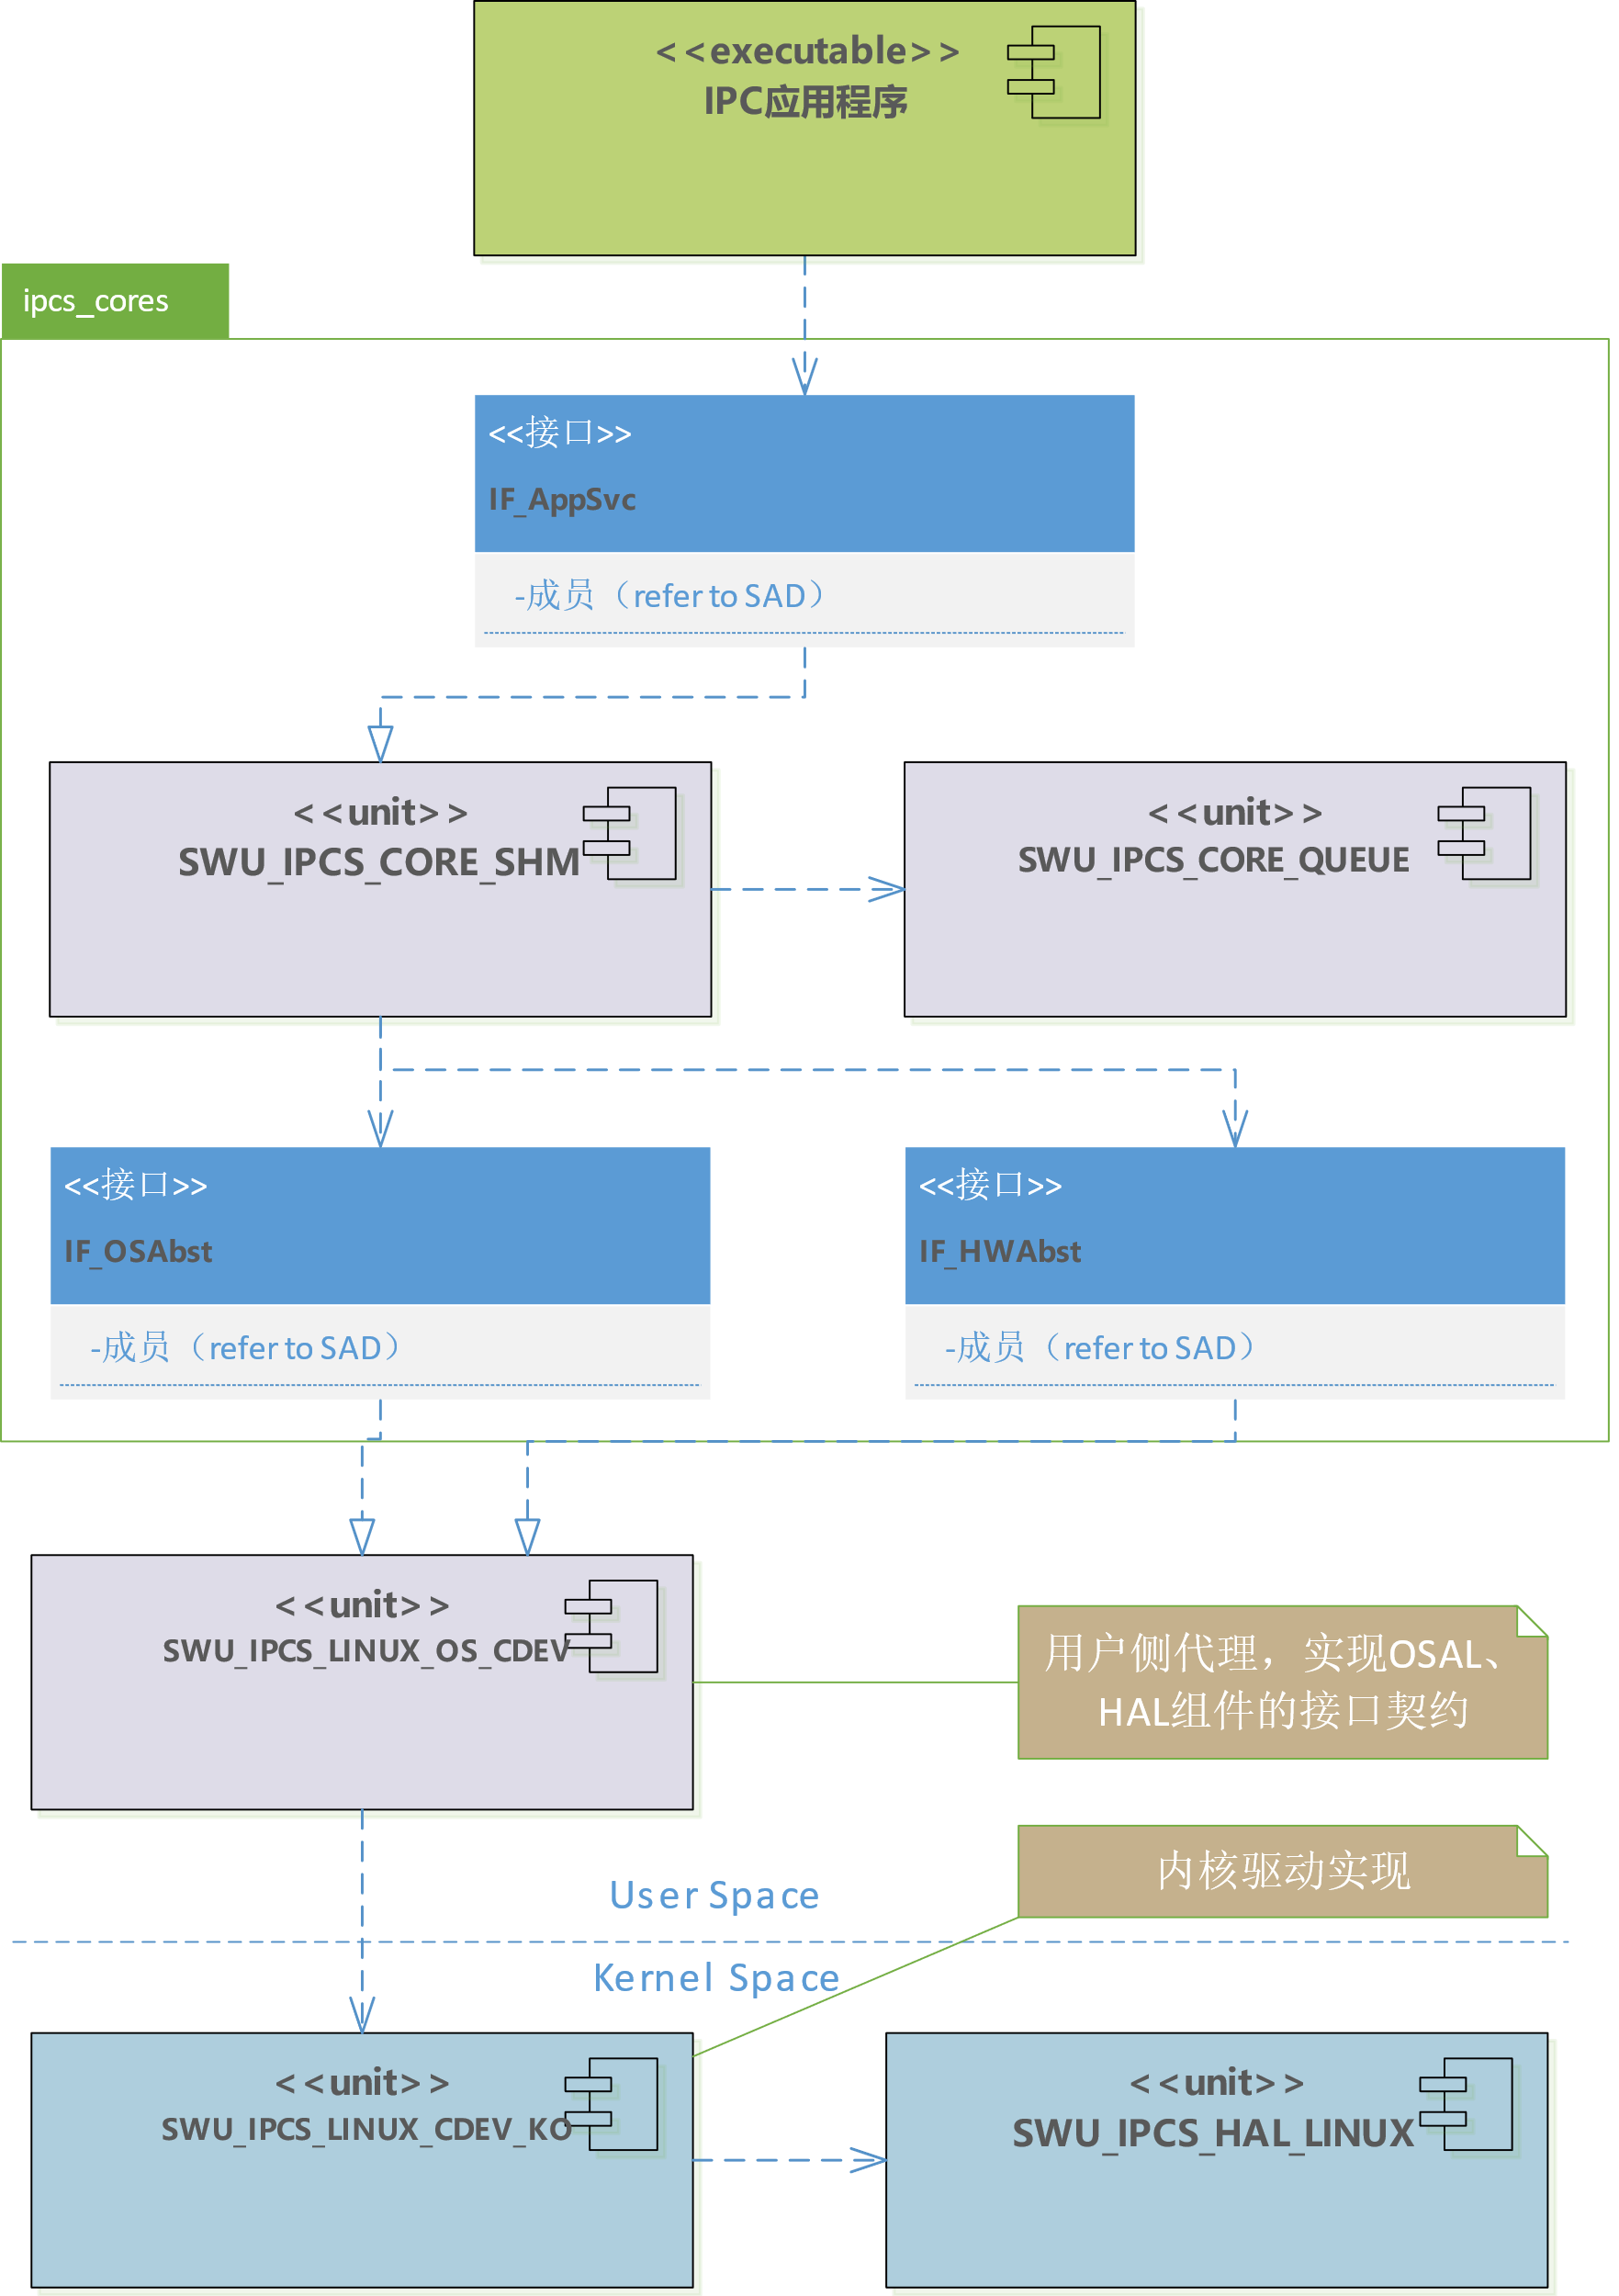 <<executable>>
IPC应用程序
ipcs_cores
<<接口>>
IF_AppSvc
-成员（refer to SAD）
<<unit>>
SWU_IPCS_CORE_SHM
<<unit>>
SWU_IPCS_CORE_QUEUE
<<接口>>
IF_OSAbst
-成员（refer to SAD）
<<接口>>
IF_HWAbst
-成员（refer to SAD）
<<unit>>
SWU_IPCS_LINUX_OS_CDEV
用户侧代理，实现OSAL、
HAL组件的接口契约
内核驱动实现
User Space
Kernel Space
<<unit>>
SWU_IPCS_LINUX_CDEV_KO
<<unit>>
SWU_IPCS_HAL_LINUX